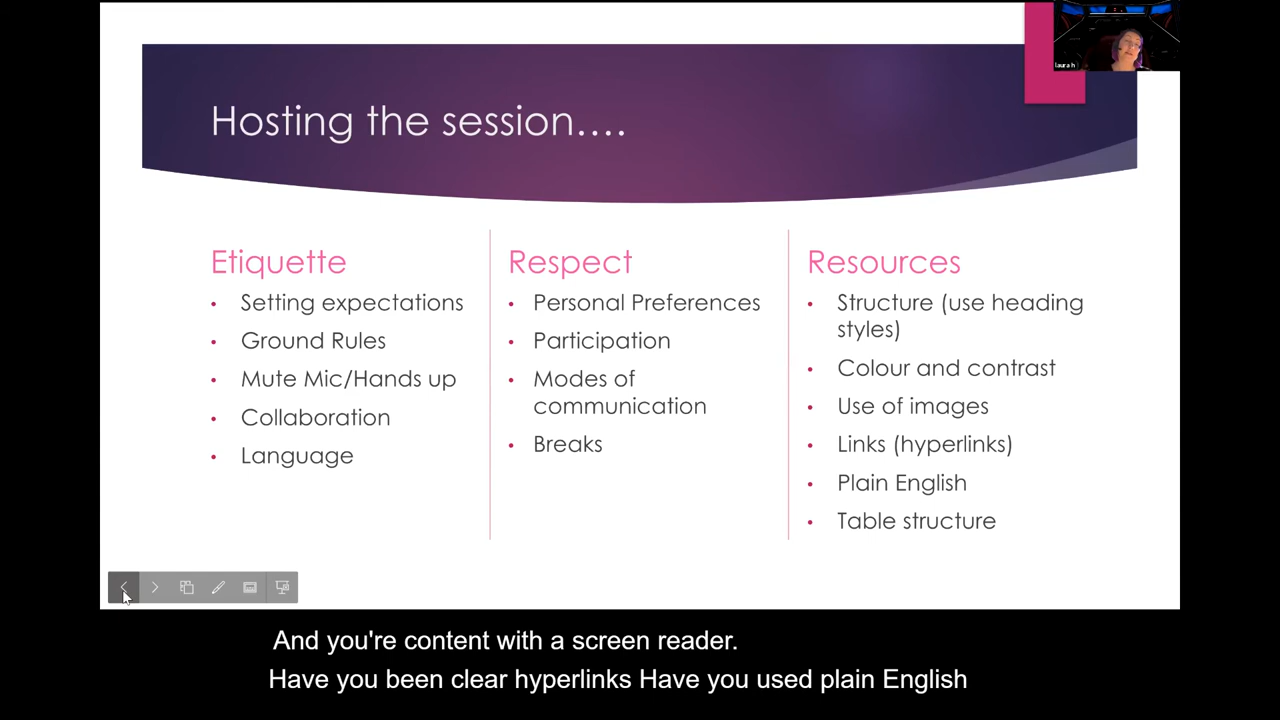 laura h
Hosting the session....
Etiquette
• Setting expectations
• Ground Rules
• Mute Mic/Hands up
• Collaboration
• Language
Respect
• Personal Preferences
• Participation
• Modes of
communication
• Breaks
Resources
• Structure (use heading
styles)
• Colour and contrast
• Use of images
• Links (hyperlinks)
• Plain English
• Table structure
And you're content with a screen reader.
Have you been clear hyperlinks Have you used plain English